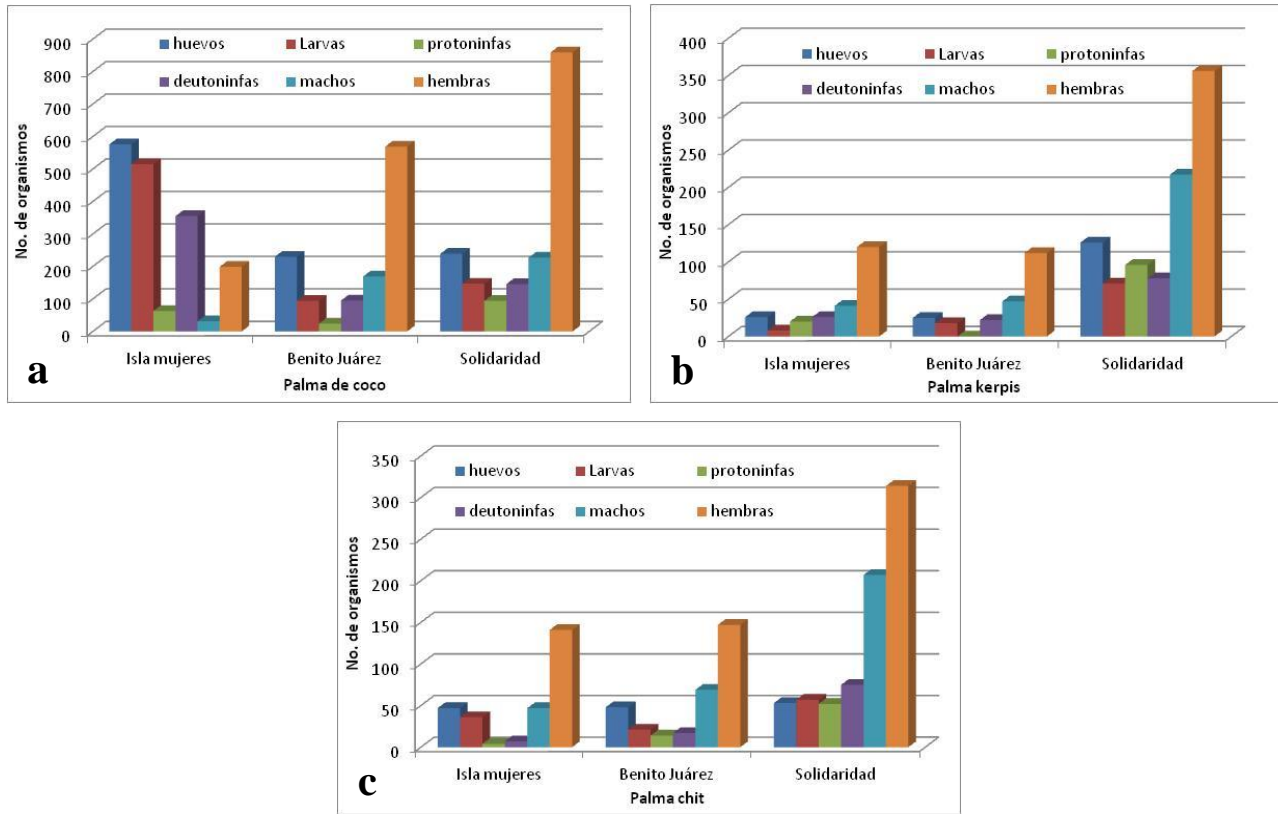 huevos Larvas protoninfas
deutoninfas machos hembras
No. de organismos
900
800
700
600
500
400
300
200
100
0
Isla mujeres Benito Juárez Solidaridad
Palma de coco
a
huevos Larvas protoninfas
deutoninfas machos hembras
No. de organismos
400
350
300
250
200
150
100
50
0
Isla mujeres Benito Juárez Solidaridad
Palma kerpis
b
huevos Larvas protoninfas
deutoninfas machos hembras
No. de organismos
350
300
250
200
150
100
50
0
Isla mujeres Benito Juárez Solidaridad
Palma chit
c